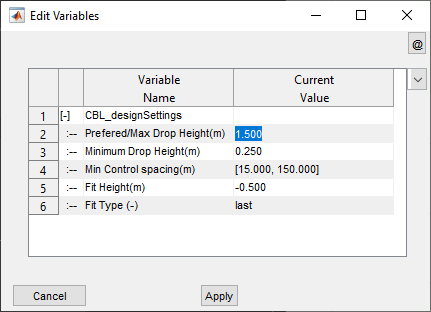 Edit Variables
@
Variable Name Current Value
1 [-] CBL_designSettings
2 :-- Prefered/Max Drop Height(m) 1.500
3 :-- Minimum Drop Height(m) 0.250
4 :-- Min Control spacing(m) [15.000, 150.000]
5 :-- Fit Height(m) -0.500
6 :-- Fit Type (-) last
Cancel Apply